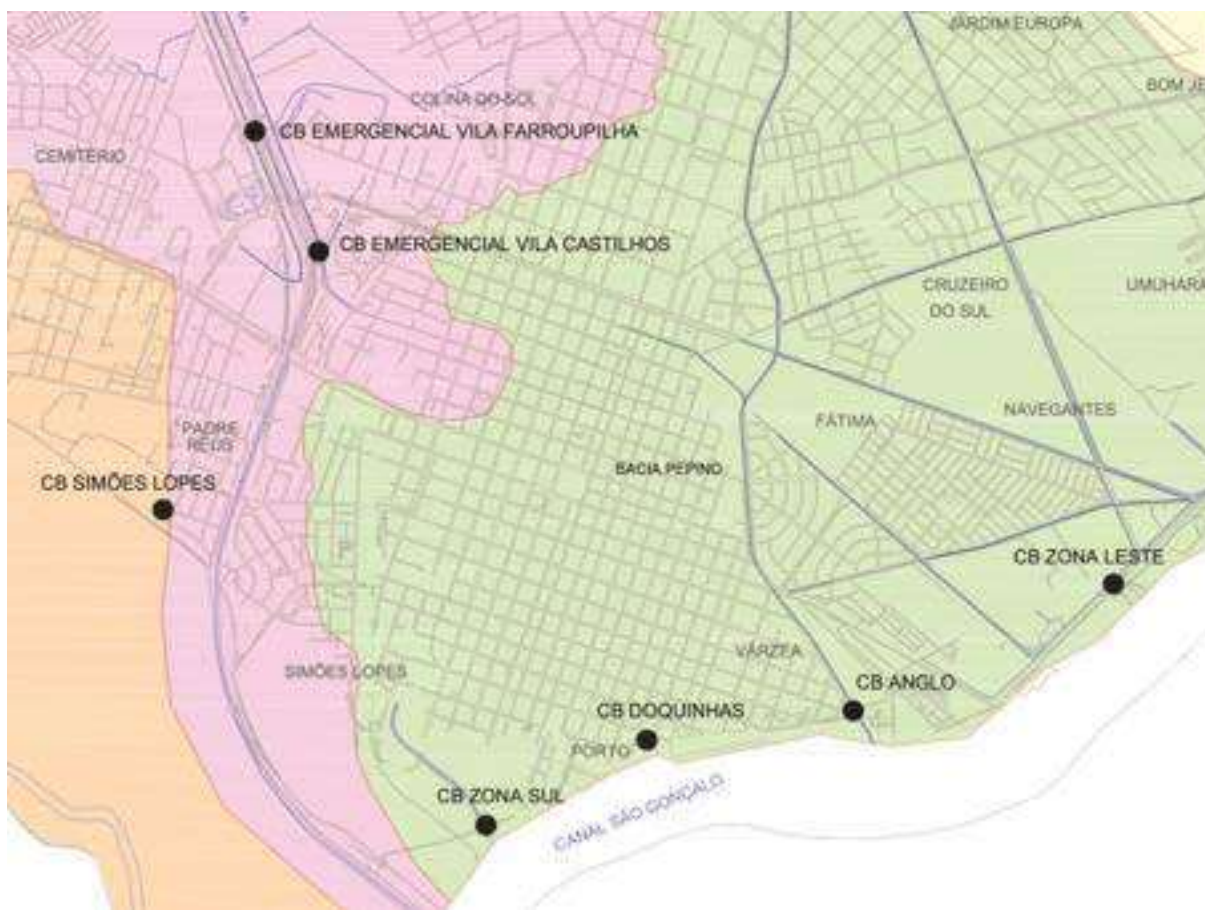 JARDIM EUROPA
BOM JE
COLINA DO SOL
CB EMERGENCIAL VILA FARROUPILHA
CEMITÉRIO
CB EMERGENCIAL VILA CASTILHOS
CRUZEIRO
DO SUL
UMUHARA
NAVEGANTES
FÁTIMA
PADRE
RÉUS
BACIA PEPINO
CB SIMÕES LOPES
CB ZONA LESTE
VÁRZEA
SIMÕES LOPES
CB ANGLO
CB DOQUINHAS
PORTO
CB ZONA SUL
CANAL SÃO GONÇALO